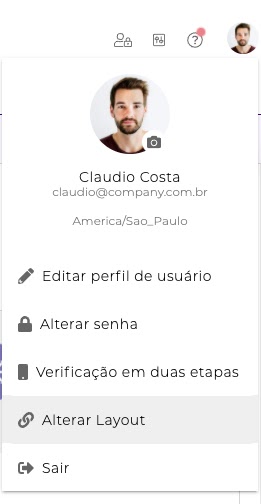 Claudio Costa
claudio@company.com.br
America/Sao_Paulo
Editar perfil de usuário
Alterar senha
Verificação em duas etapas
Alterar Layout
Sair